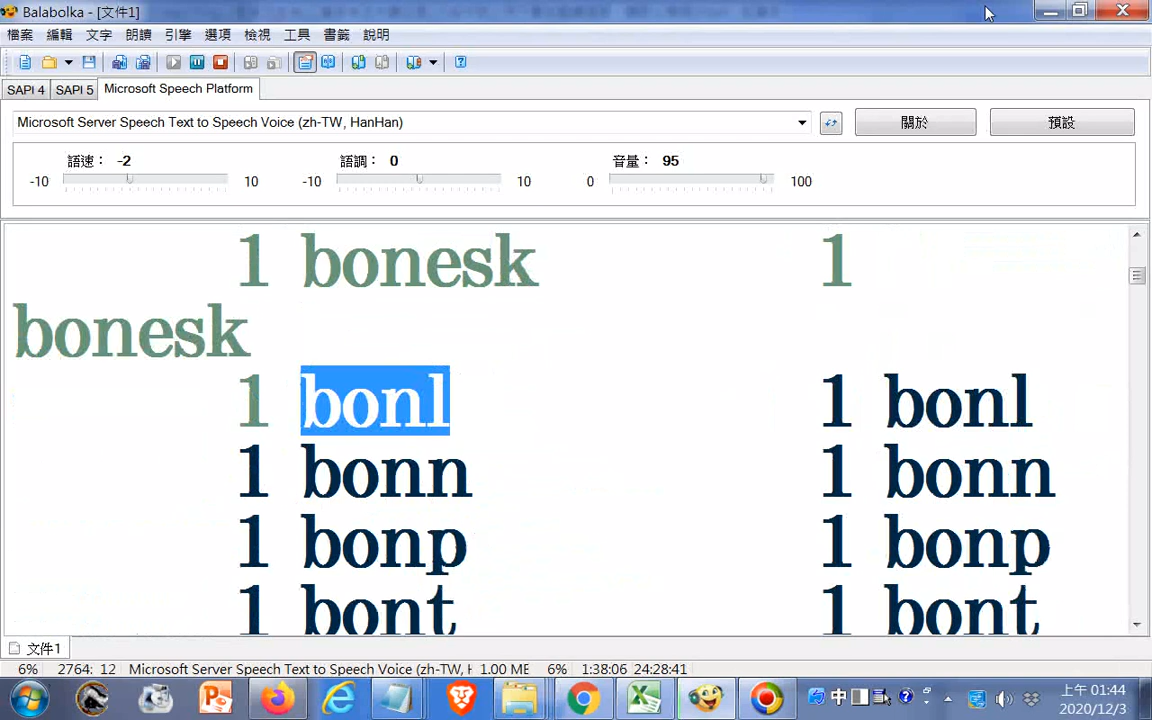 Balabolka - [文件1]
檔案 編輯 文字 朗讀 引擎 選項 檢視 工具 書籤 說明
SAPI 4 SAPI 5 Microsoft Speech Platform
Microsoft Server Speech Text to Speech Voice (zh-TW, HanHan) 關於 預設
語速： -2 語調： 0 音量： 95
-10 10 -10 10 0 100
1 bonesk 1
bonesk
1 bonl 1 bonl
1 bonn 1 bonn
1 bonp 1 bonp
1 bont 1 bont
文件1
6% 2764: 12 Microsoft Server Speech Text to Speech Voice (zh-TW, H 1.00 ME 6% 1:38:06 24:28:41
中 上午 01:44
2020/12/3